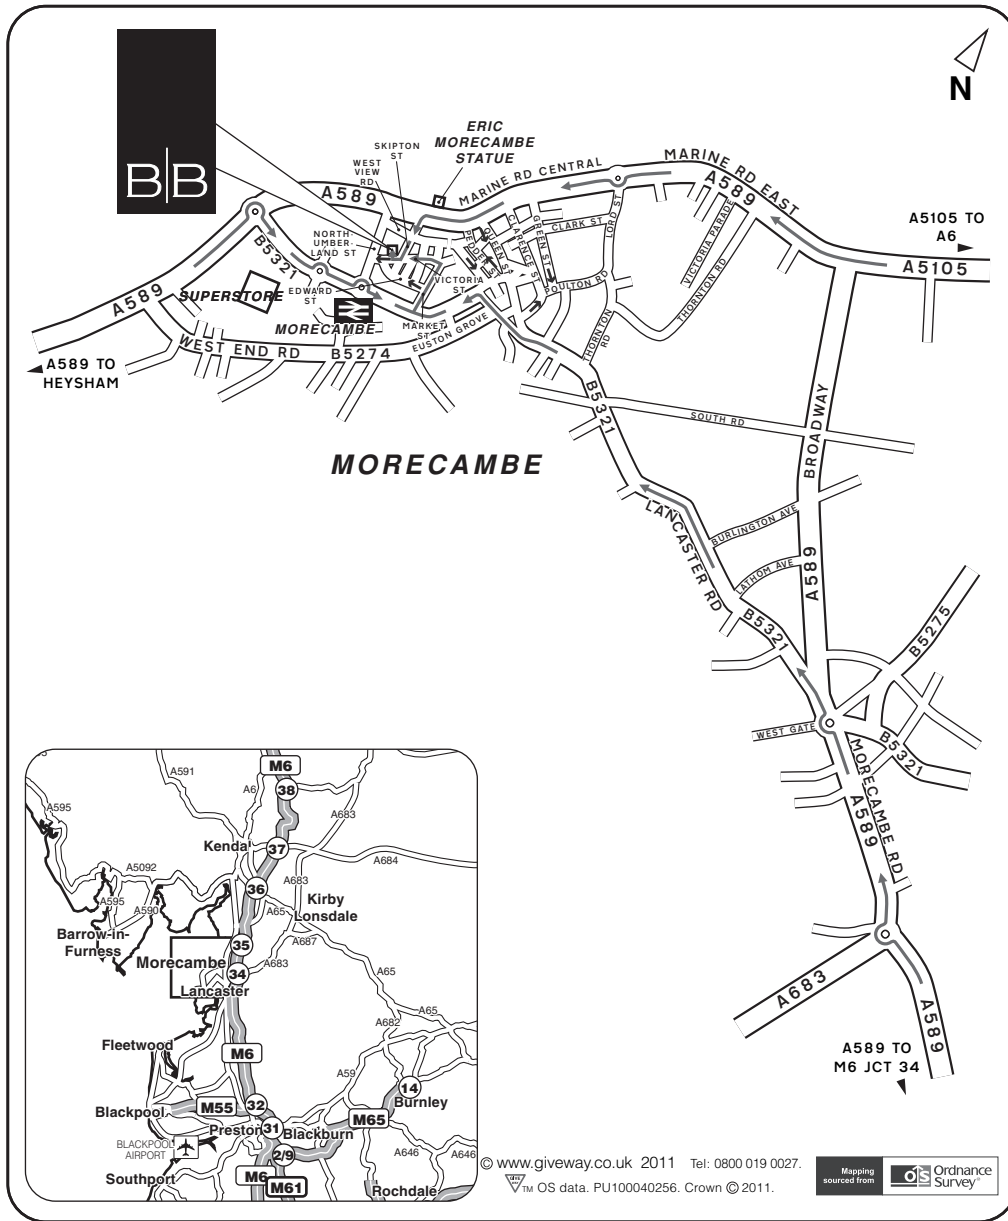 B|B
N
ERIC
MORECAMBE
STATUE
SKIPTON
ST
WEST
VIEW
RD
MARINE RD CENTRAL
MARINE RD EAST
A589
A589
A5105 TO
A6
A5105
NORTH-
UMBER-
LAND ST
B5321
PEDDER ST
QUEEN ST
CLARENCE ST
GREEN ST
CLARK ST
LORD ST
VICTORIA PARADE
THORNTON RD
EDWARD
ST
VICTORIA
ST
POULTON RD
SUPERSTORE
A589
MORECAMBE
MARKET
ST
EUSTON GROVE
THORNTON
RD
WEST END RD
B5274
A589 TO
HEYSHAM
B5321
SOUTH RD
BROADWAY
MORECAMBE
LANCASTER RD
BURLINGTON AVE
LATHOM AVE
A589
B5321
B5275
WEST GATE
B5321
MORECAMBE RD
A589
A683
A589
A589 TO
M6 JCT 34
M6
A591
A6
38
A595
A683
Kendal
37
A684
A5092
36
A683
Kirby
Lonsdale
A595
A590
A65
Barrow-in-
Furness
35
A687
Morecambe
34
A683
A65
Lancaster
A65
A682
Fleetwood
M6
A59
14
Burnley
Blackpool
M55
32
M65
Preston
31
Blackburn
BLACKPOOL
AIRPORT
2/9
A646
A646
Southport
M6
M61
Rochdale
© www.giveway.co.uk 2011 Tel: 0800 019 0027.
TM OS data. PU100040256. Crown © 2011.
Mapping
sourced from
OS
Ordnance
Survey®